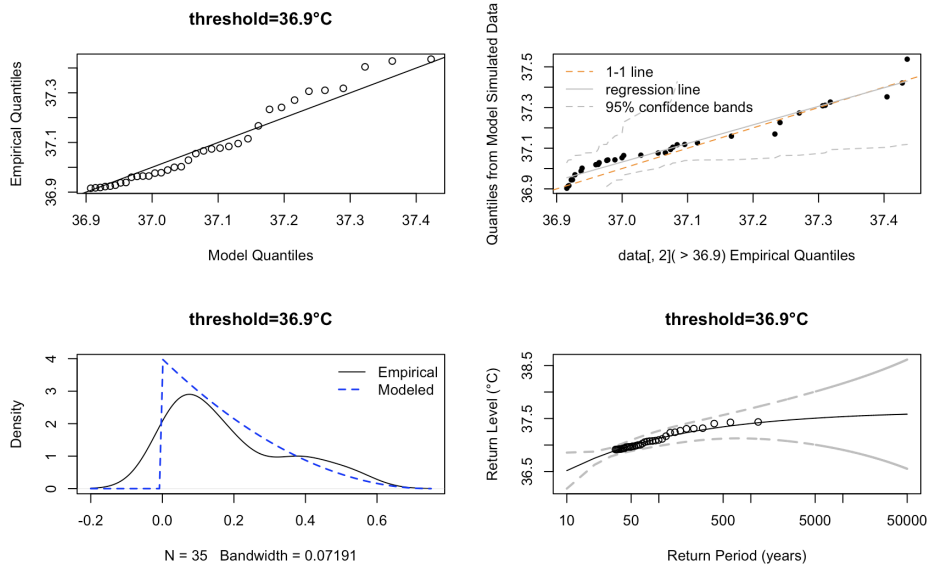 threshold=36.9°C
Empirical Quantiles
36.9 37.1 37.3
36.9 37.0 37.1 37.2 37.3 37.4
Model Quantiles
Quantiles from Model Simulated Data
36.9 37.1 37.3 37.5
1-1 line
regression line
95% confidence bands
36.9 37.0 37.1 37.2 37.3 37.4
data[, 2]( > 36.9) Empirical Quantiles
threshold=36.9°C
Density
0 1 2 3 4
Empirical
Modeled
-0.2 0.0 0.2 0.4 0.6
N = 35 Bandwidth = 0.07191
threshold=36.9°C
Return Level (°C)
36.5 37.5 38.5
10 50 500 5000 50000
Return Period (years)